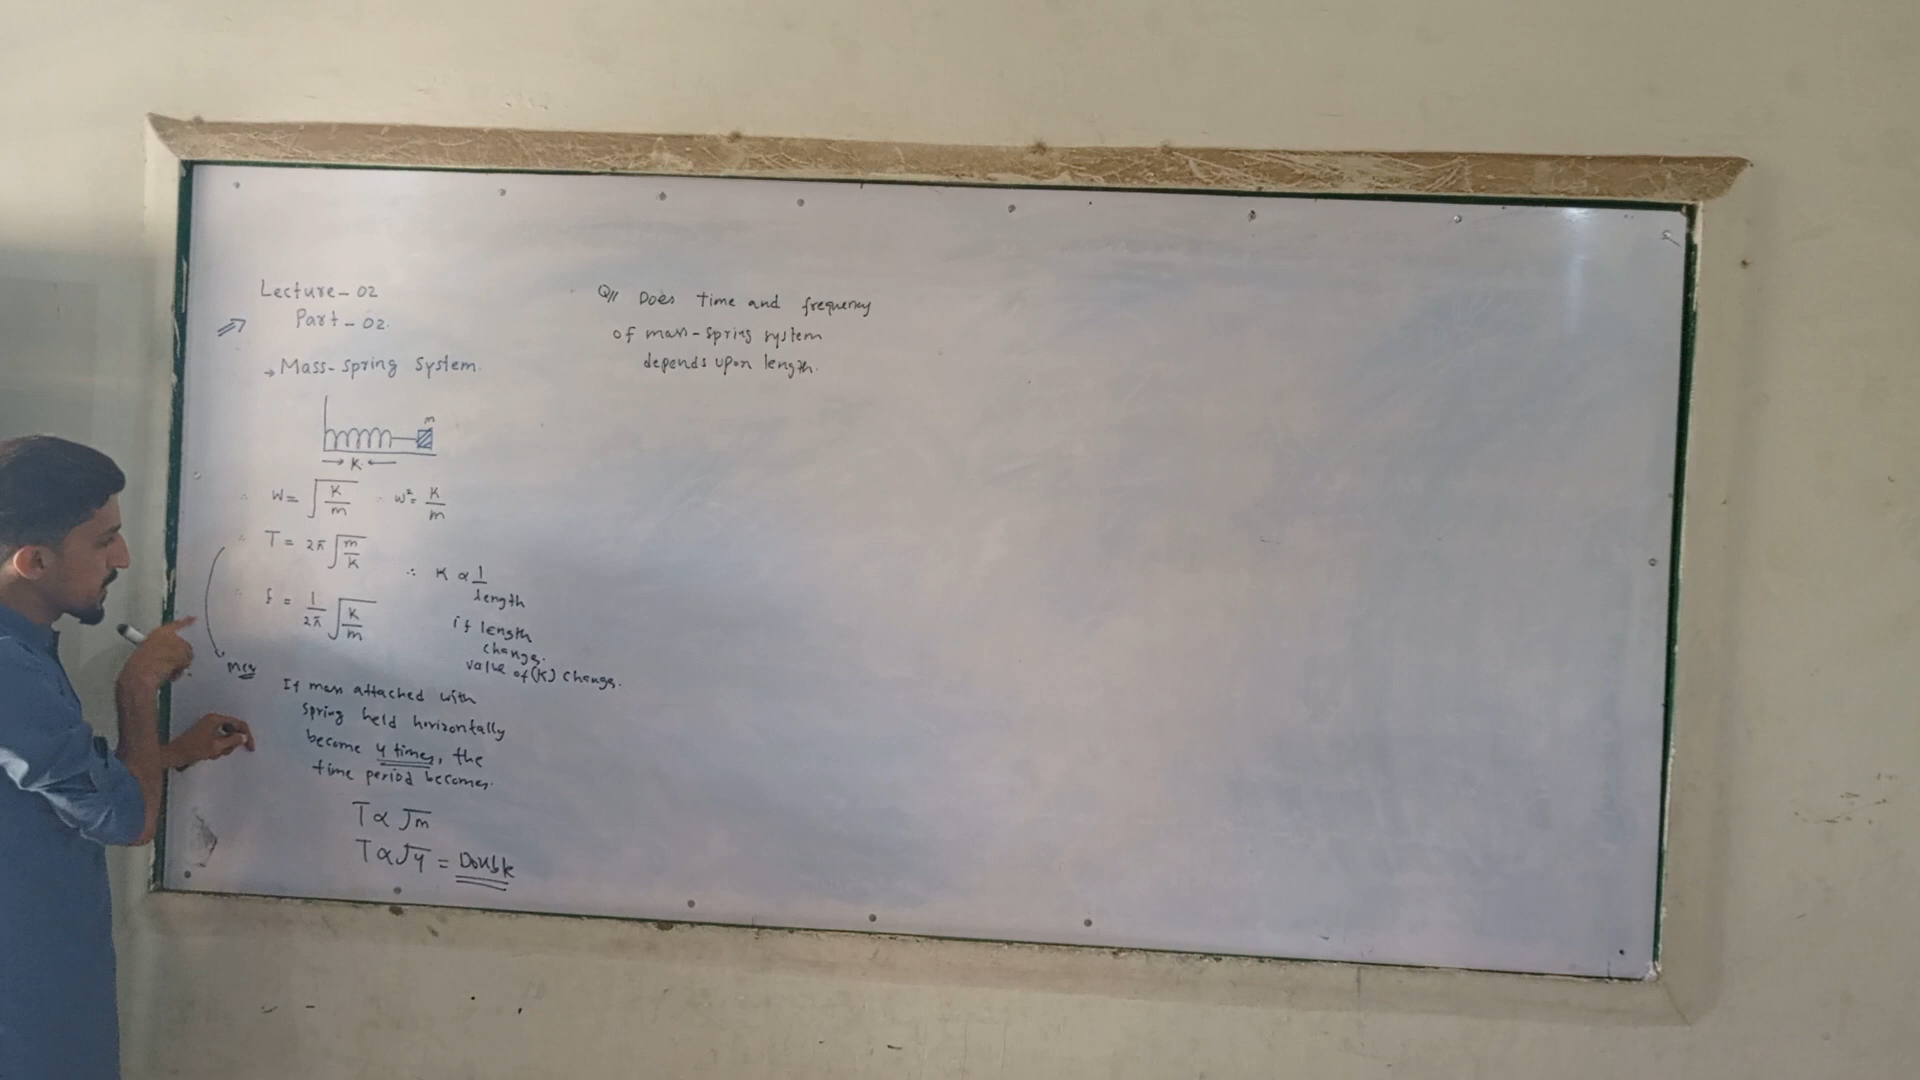 Lecture-02
Part-02.
→ Mass-spring system.
m
→ K ←
∴ W = √(K/m) ∴ w² = K/m
∴ T = 2π √(m/k)
∴ K ∝ 1/length
∴ f = 1/2π √(k/m)
if length
change.
value of (K) change.
Mcq
If mass attached with
spring held horizontally
become 4 times, the
time period becomes.
T ∝ √m
T ∝ √4 = Double
Q// Does time and frequency
of mass-spring system
depends upon length.